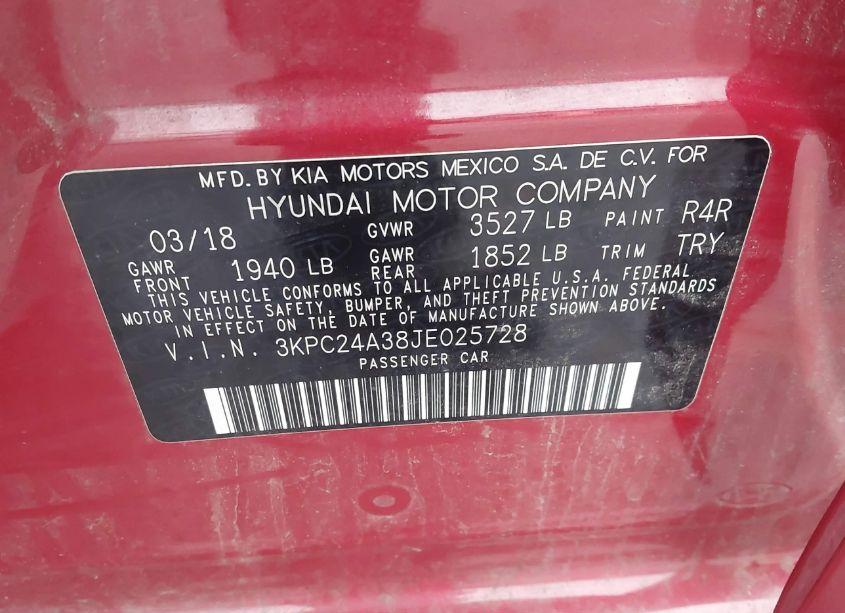 MFD. BY KIA MOTORS MEXICO S.A. DE C.V. FOR
HYUNDAI MOTOR COMPANY
03/18 GVWR 3527 LB PAINT R4R
GAWR FRONT 1940 LB GAWR REAR 1852 LB TRIM TRY
THIS VEHICLE CONFORMS TO ALL APPLICABLE U.S.A. FEDERAL
MOTOR VEHICLE SAFETY, BUMPER, AND THEFT PREVENTION STANDARDS
IN EFFECT ON THE DATE OF MANUFACTURE SHOWN ABOVE.
V.I.N. 3KPC24A38JE025728
PASSENGER CAR